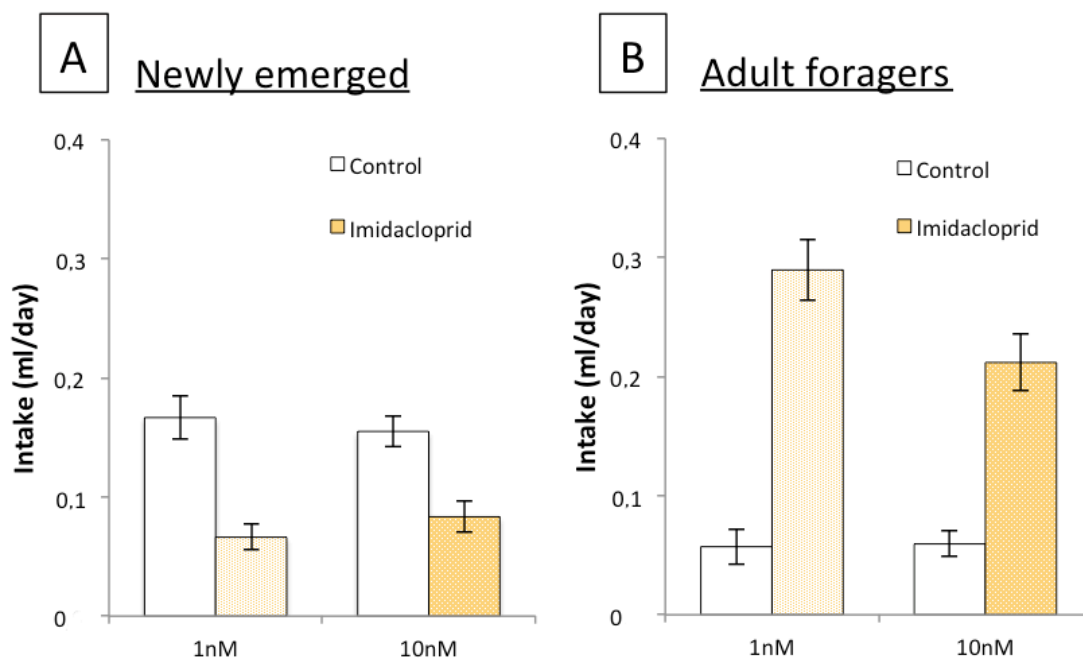 A
Newly emerged
Intake (ml/day)
0,4
0,3
0,2
0,1
0
Control
Imidacloprid
1nM
10nM
B
Adult foragers
Intake (ml/day)
0,4
0,3
0,2
0,1
0
Control
Imidacloprid
1nM
10nM